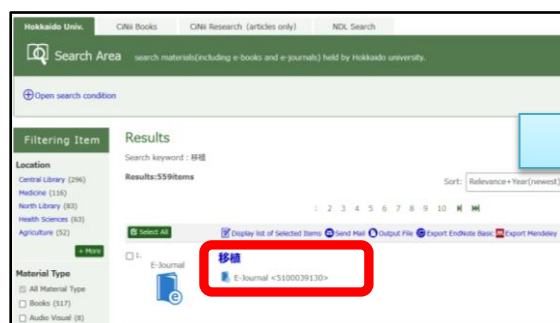 Hokkaido Univ.
CiNii Books
CiNii Research (articles only)
NDL Search
Search Area
search materials(including e-books and e-journals) held by Hokkaido university.
Open search condition
Filtering Item
Location
Central Library (296)
Medicine (116)
North Library (83)
Health Sciences (63)
Agriculture (52)
+ More
Material Type
All Material Type
Books (517)
Audio Visual (8)
Results
Search keyword : 移植
Results:559items
Sort: Relevance+Year(newest)
1 2 3 4 5 6 7 8 9 10
Select All
Display list of Selected Items
Send Mail
Output File
Export EndNote Basic
Export Mendeley
1.
E-Journal
移植
E-Journal <5100039130>